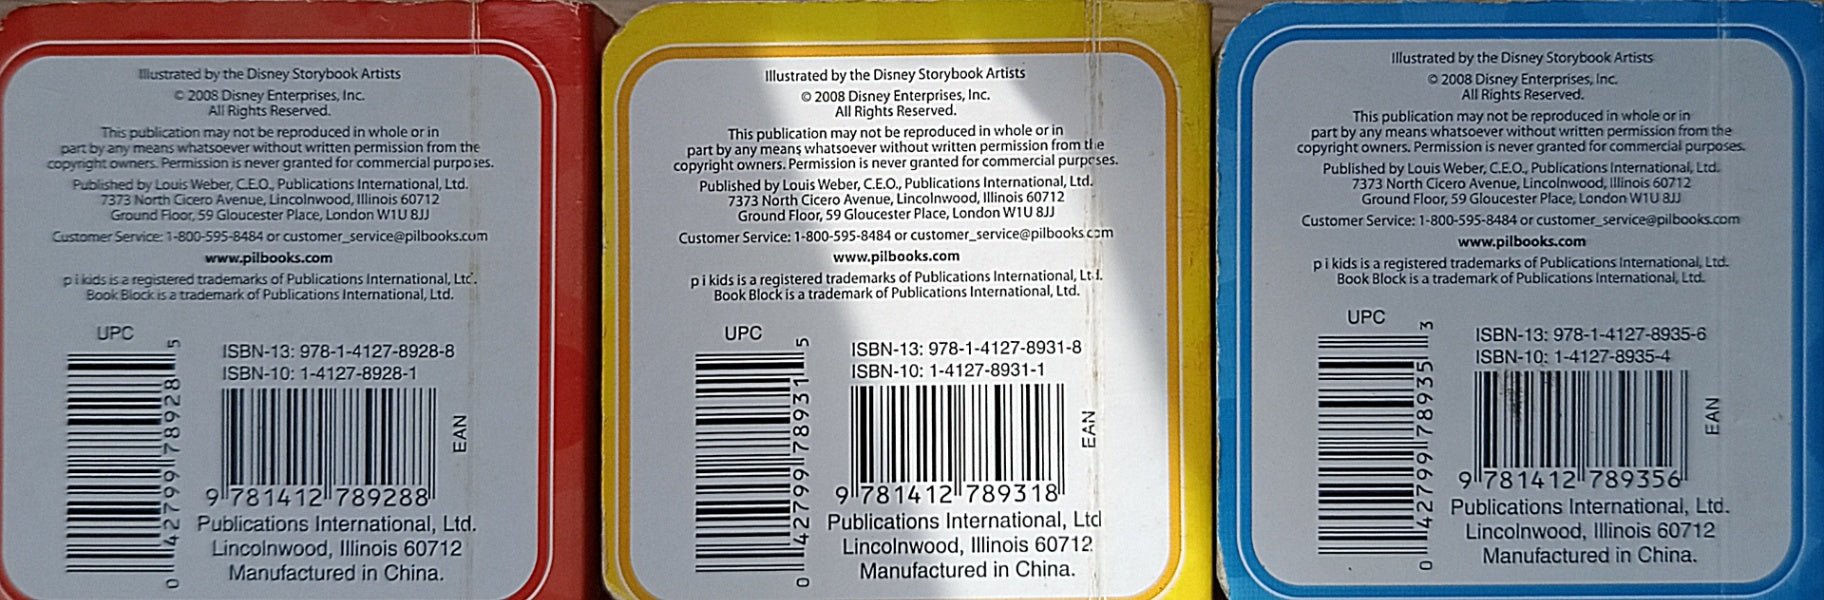 Illustrated by the Disney Storybook Artists
© 2008 Disney Enterprises, Inc.
All Rights Reserved.
This publication may not be reproduced in whole or in
part by any means whatsoever without written permission from the
copyright owners. Permission is never granted for commercial purposes.
Published by Louis Weber, C.E.O., Publications International, Ltd.
7373 North Cicero Avenue, Lincolnwood, Illinois 60712
Ground Floor, 59 Gloucester Place, London W1U 8JJ
Customer Service: 1-800-595-8484 or customer_service@pilbooks.com
www.pilbooks.com
p i kids is a registered trademarks of Publications International, Ltd.
Book Block is a trademark of Publications International, Ltd.
UPC
0 42799 78928 5
ISBN-13: 978-1-4127-8928-8
ISBN-10: 1-4127-8928-1
EAN
9 781412 789288
Publications International, Ltd.
Lincolnwood, Illinois 60712
Manufactured in China.
Illustrated by the Disney Storybook Artists
© 2008 Disney Enterprises, Inc.
All Rights Reserved.
This publication may not be reproduced in whole or in
part by any means whatsoever without written permission from the
copyright owners. Permission is never granted for commercial purposes.
Published by Louis Weber, C.E.O., Publications International, Ltd.
7373 North Cicero Avenue, Lincolnwood, Illinois 60712
Ground Floor, 59 Gloucester Place, London W1U 8JJ
Customer Service: 1-800-595-8484 or customer_service@pilbooks.com
www.pilbooks.com
p i kids is a registered trademarks of Publications International, Ltd.
Book Block is a trademark of Publications International, Ltd.
UPC
0 42799 78931 5
ISBN-13: 978-1-4127-8931-8
ISBN-10: 1-4127-8931-1
EAN
9 781412 789318
Publications International, Ltd
Lincolnwood, Illinois 60712
Manufactured in China.
Illustrated by the Disney Storybook Artists
© 2008 Disney Enterprises, Inc.
All Rights Reserved.
This publication may not be reproduced in whole or in
part by any means whatsoever without written permission from the
copyright owners. Permission is never granted for commercial purposes.
Published by Louis Weber, C.E.O., Publications International, Ltd.
7373 North Cicero Avenue, Lincolnwood, Illinois 60712
Ground Floor, 59 Gloucester Place, London W1U 8JJ
Customer Service: 1-800-595-8484 or customer_service@pilbooks.com
www.pilbooks.com
p i kids is a registered trademarks of Publications International, Ltd.
Book Block is a trademark of Publications International, Ltd.
UPC
0 42799 78935 3
ISBN-13: 978-1-4127-8935-6
ISBN-10: 1-4127-8935-4
EAN
9 781412 789356
Publications International, Ltd.
Lincolnwood, Illinois 60712
Manufactured in China.